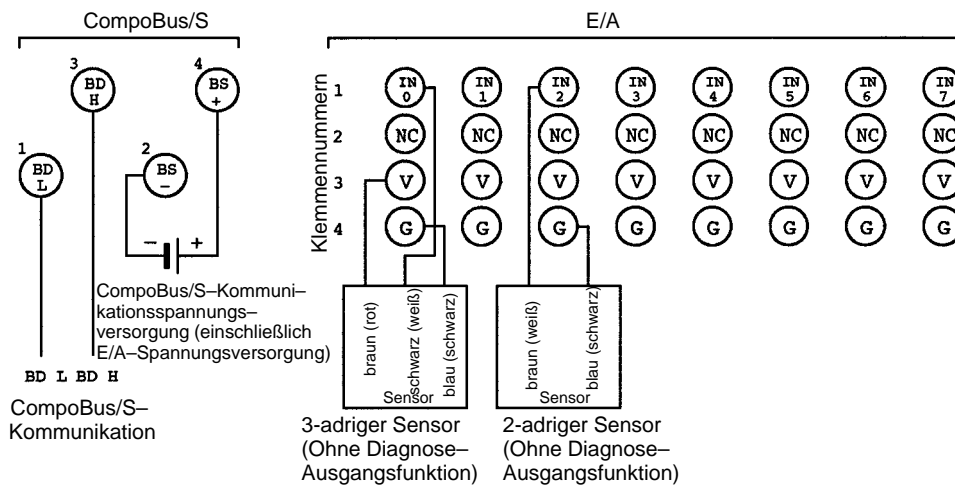 CompoBus/S
E/A
3
BD
H
4
BS
+
1
BD
L
2
BS
–
– +
CompoBus/S–Kommuni–
kationsspannungs–
versorgung (einschließlich
E/A–Spannungsversorgung)
BD L BD H
CompoBus/S–
Kommunikation
Klemmennummern
1 IN 0 IN 1 IN 2 IN 3 IN 4 IN 5 IN 6 IN 7
2 NC NC NC NC NC NC NC NC
3 V V V V V V V V
4 G G G G G G G G
braun (rot)
schwarz (weiß)
blau (schwarz)
Sensor
braun (weiß)
blau (schwarz)
Sensor
3-adriger Sensor
(Ohne Diagnose–
Ausgangsfunktion)
2-adriger Sensor
(Ohne Diagnose–
Ausgangsfunktion)